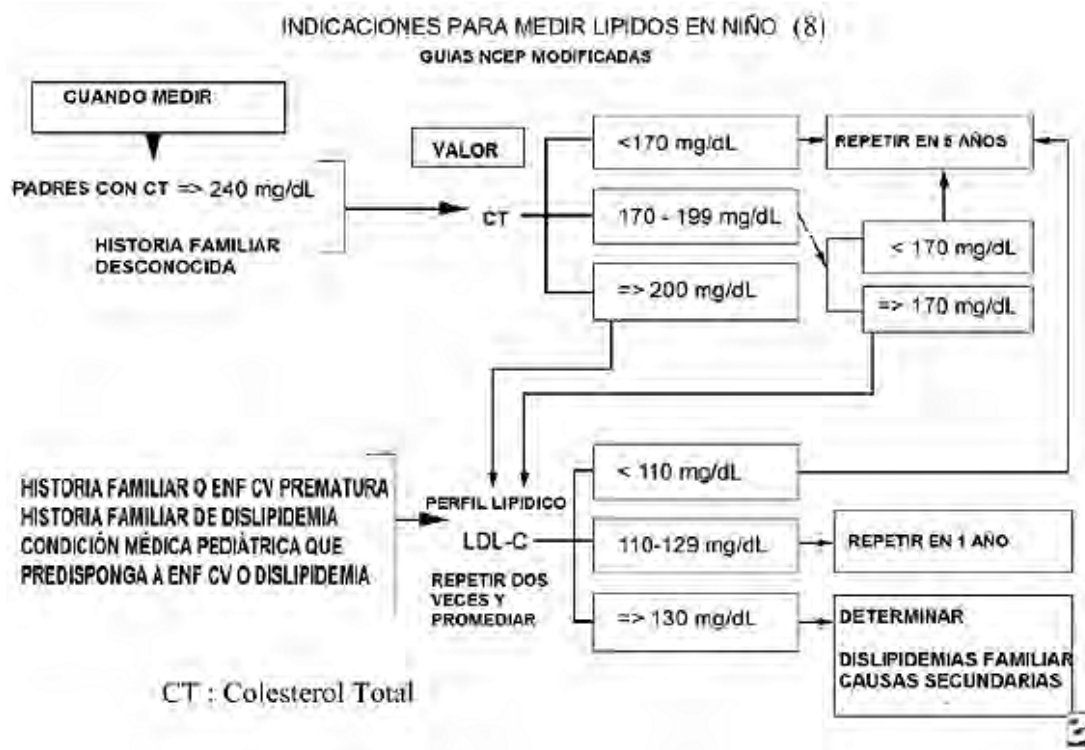 INDICACIONES PARA MEDIR LIPIDOS EN NIÑO (8)
GUIAS NCEP MODIFICADAS
CUANDO MEDIR
PADRES CON CT => 240 mg/dL
HISTORIA FAMILIAR
DESCONOCIDA
VALOR
CT
<170 mg/dL
170 - 199 mg/dL
=> 200 mg/dL
REPETIR EN 5 AÑOS
< 170 mg/dL
=> 170 mg/dL
HISTORIA FAMILIAR O ENF CV PREMATURA
HISTORIA FAMILIAR DE DISLIPIDEMIA
CONDICIÓN MÉDICA PEDIÁTRICA QUE
PREDISPONGA A ENF CV O DISLIPIDEMIA
PERFIL LIPIDICO
LDL-C
REPETIR DOS
VECES Y
PROMEDIAR
< 110 mg/dL
110-129 mg/dL
=> 130 mg/dL
REPETIR EN 1 AÑO
DETERMINAR
DISLIPIDEMIAS FAMILIAR
CAUSAS SECUNDARIAS
CT : Colesterol Total